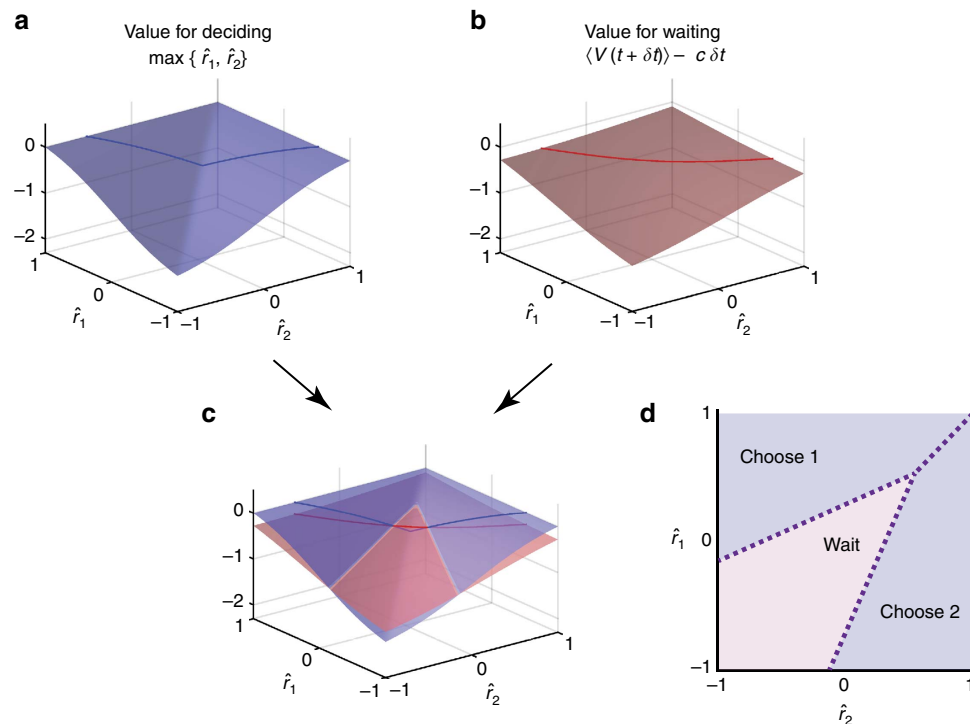 a
Value for deciding
max { r̂₁, r̂₂}
0
−1
−2
1
0
−1
−1
0
1
r̂₁
r̂₂
b
Value for waiting
⟨V (t + δt)⟩ − c δt
0
−1
−2
1
0
−1
−1
0
1
r̂₁
r̂₂
c
0
−1
−2
1
0
−1
−1
0
1
r̂₁
r̂₂
d
1
Choose 1
r̂₁
0
Wait
Choose 2
−1
−1
0
1
r̂₂